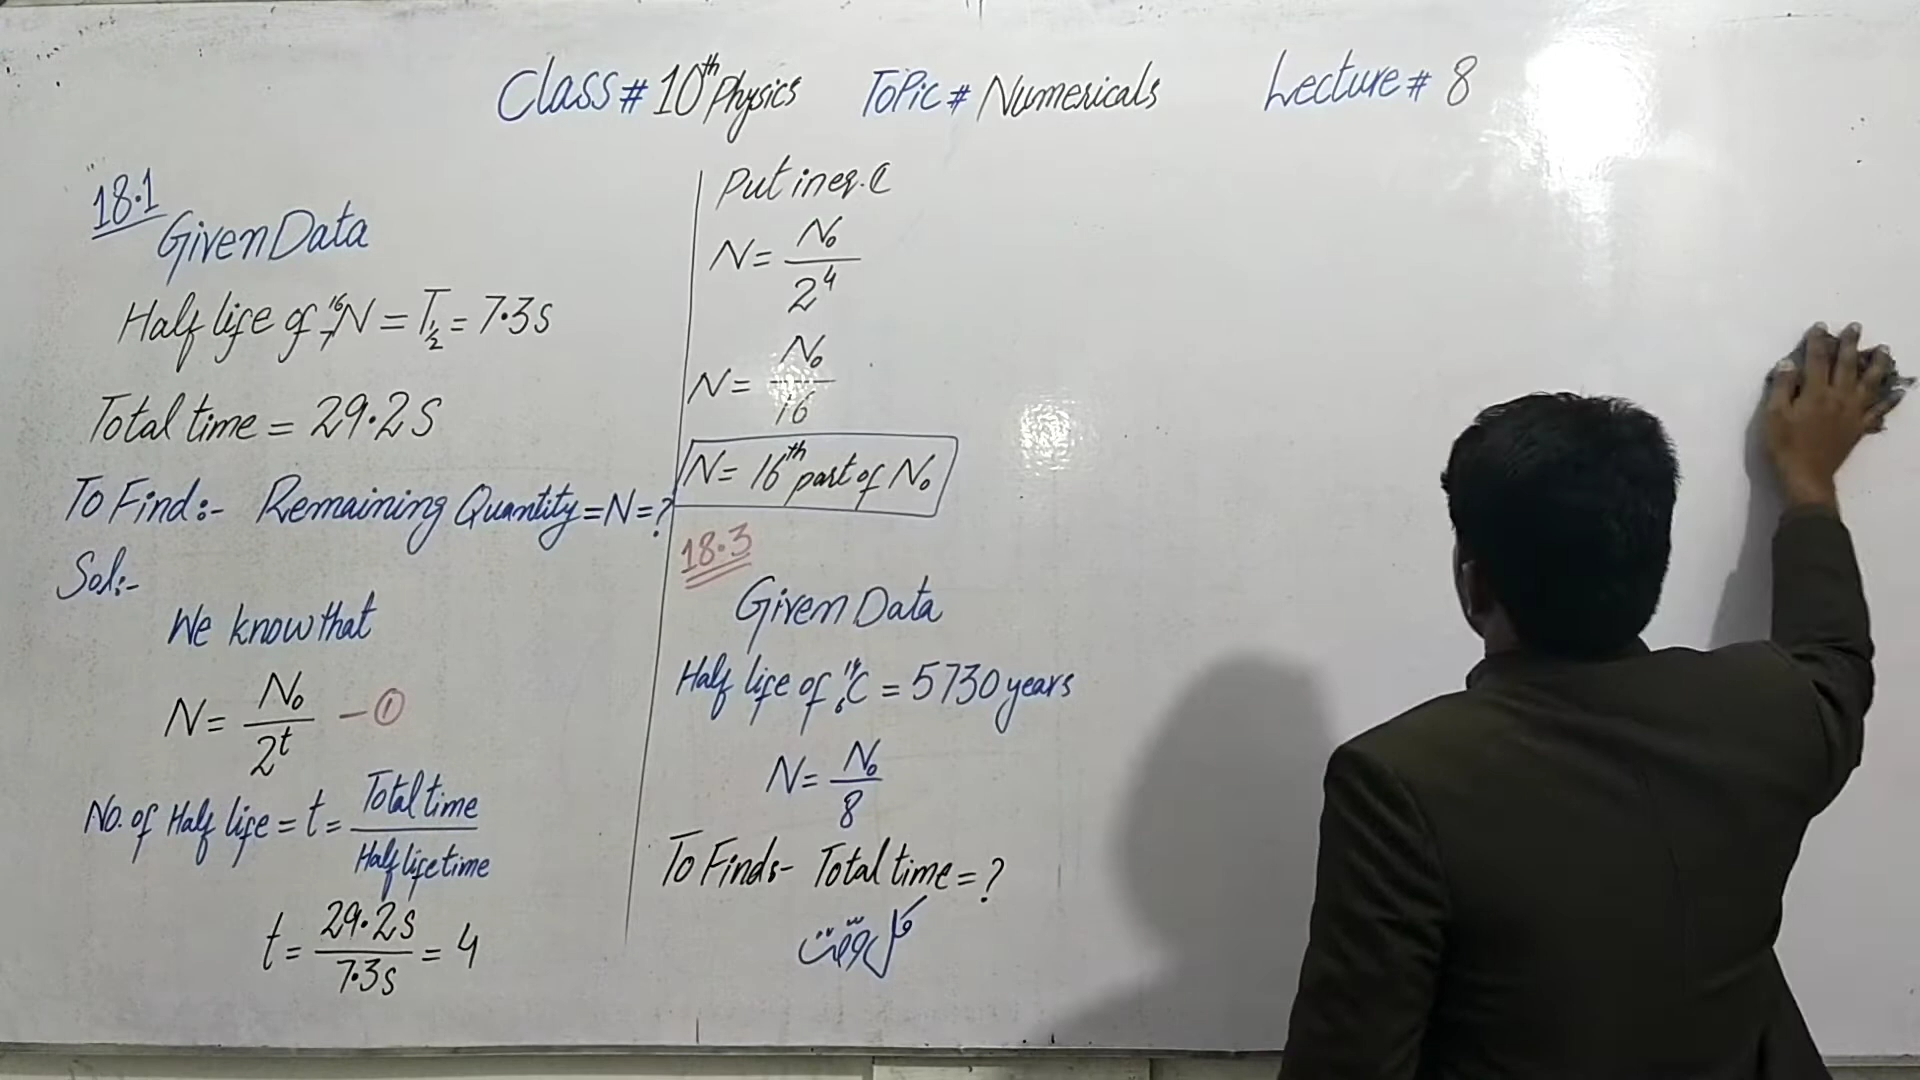 Class # 10th Physics Topic # Numericals Lecture # 8
18.1
Given Data
Half life of ¹⁶₇N = T½ = 7.3s
Total time = 29.2s
To Find:- Remaining Quantity = N = ?
Sol:-
We know that
N = N₀/2ᵗ — ①
No. of Half life = t = Total time / Half life time
t = 29.2s / 7.3s = 4
Put in eq.
N = N₀/2⁴
N = N₀/16
N = 16th part of N₀
18.3
Given Data
Half life of ¹⁴₆C = 5730 years
N = N₀/8
To Find:- Total time = ?
کل وقت